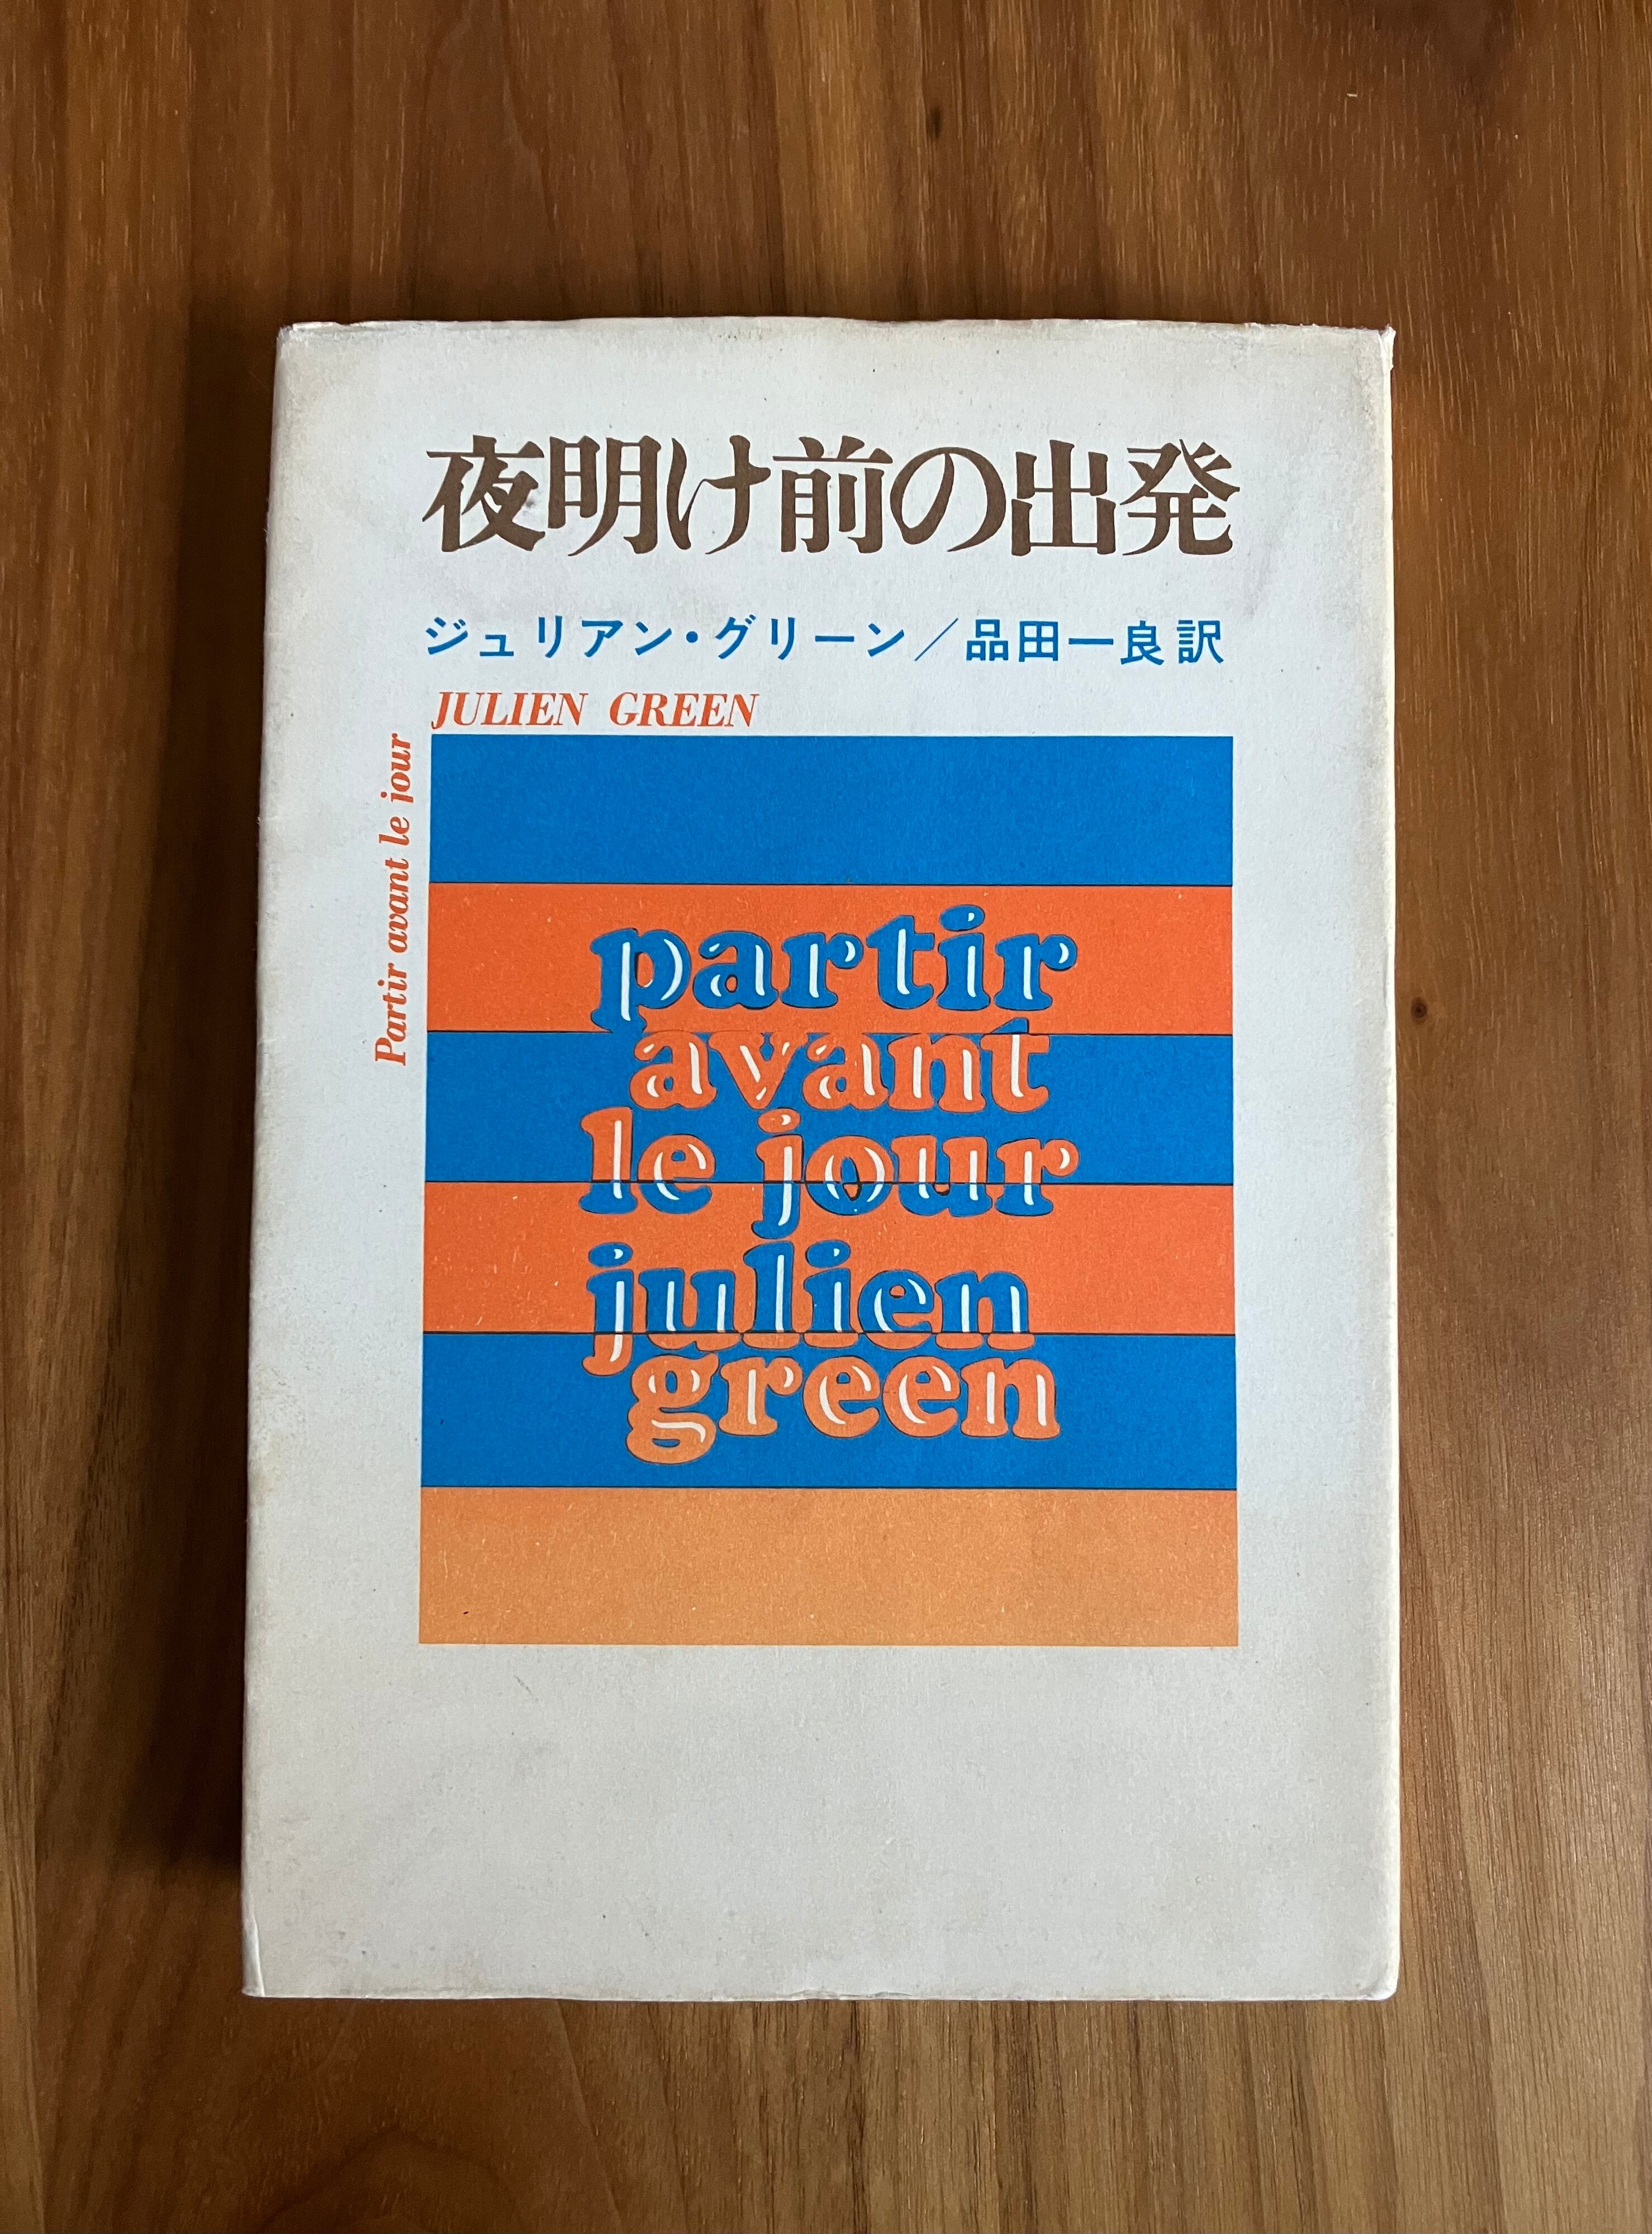 夜明け前の出発
ジュリアン・グリーン／品田一良訳
JULIEN GREEN
Partir avant le jour
partir
avant
le jour
julien
green